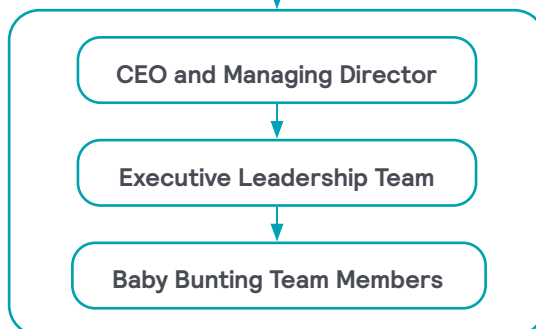 CEO and Managing Director
Executive Leadership Team
Baby Bunting Team Members